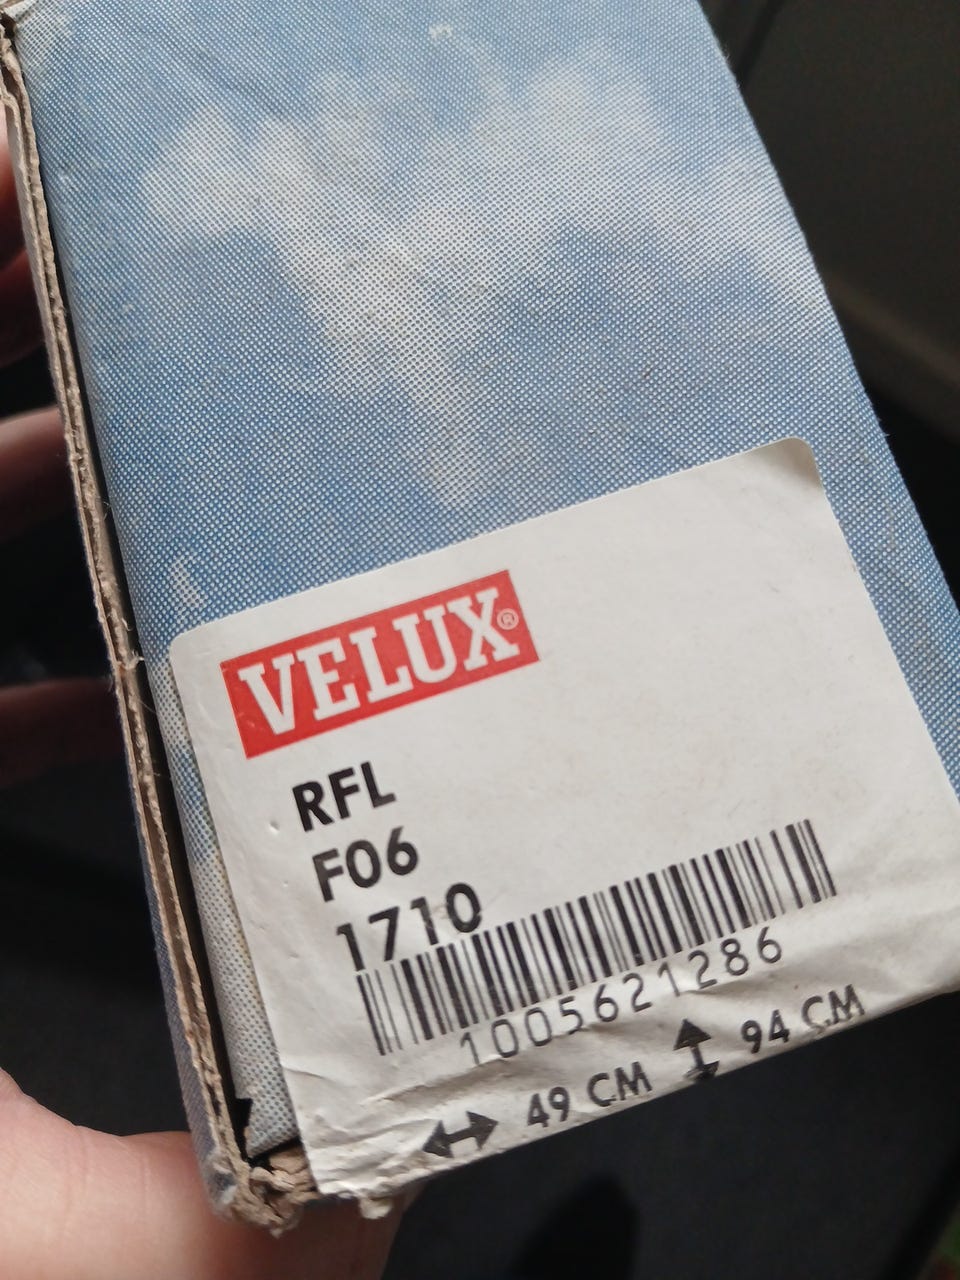 VELUX®
RFL
F06
1710
1005621286
49 CM 94 CM